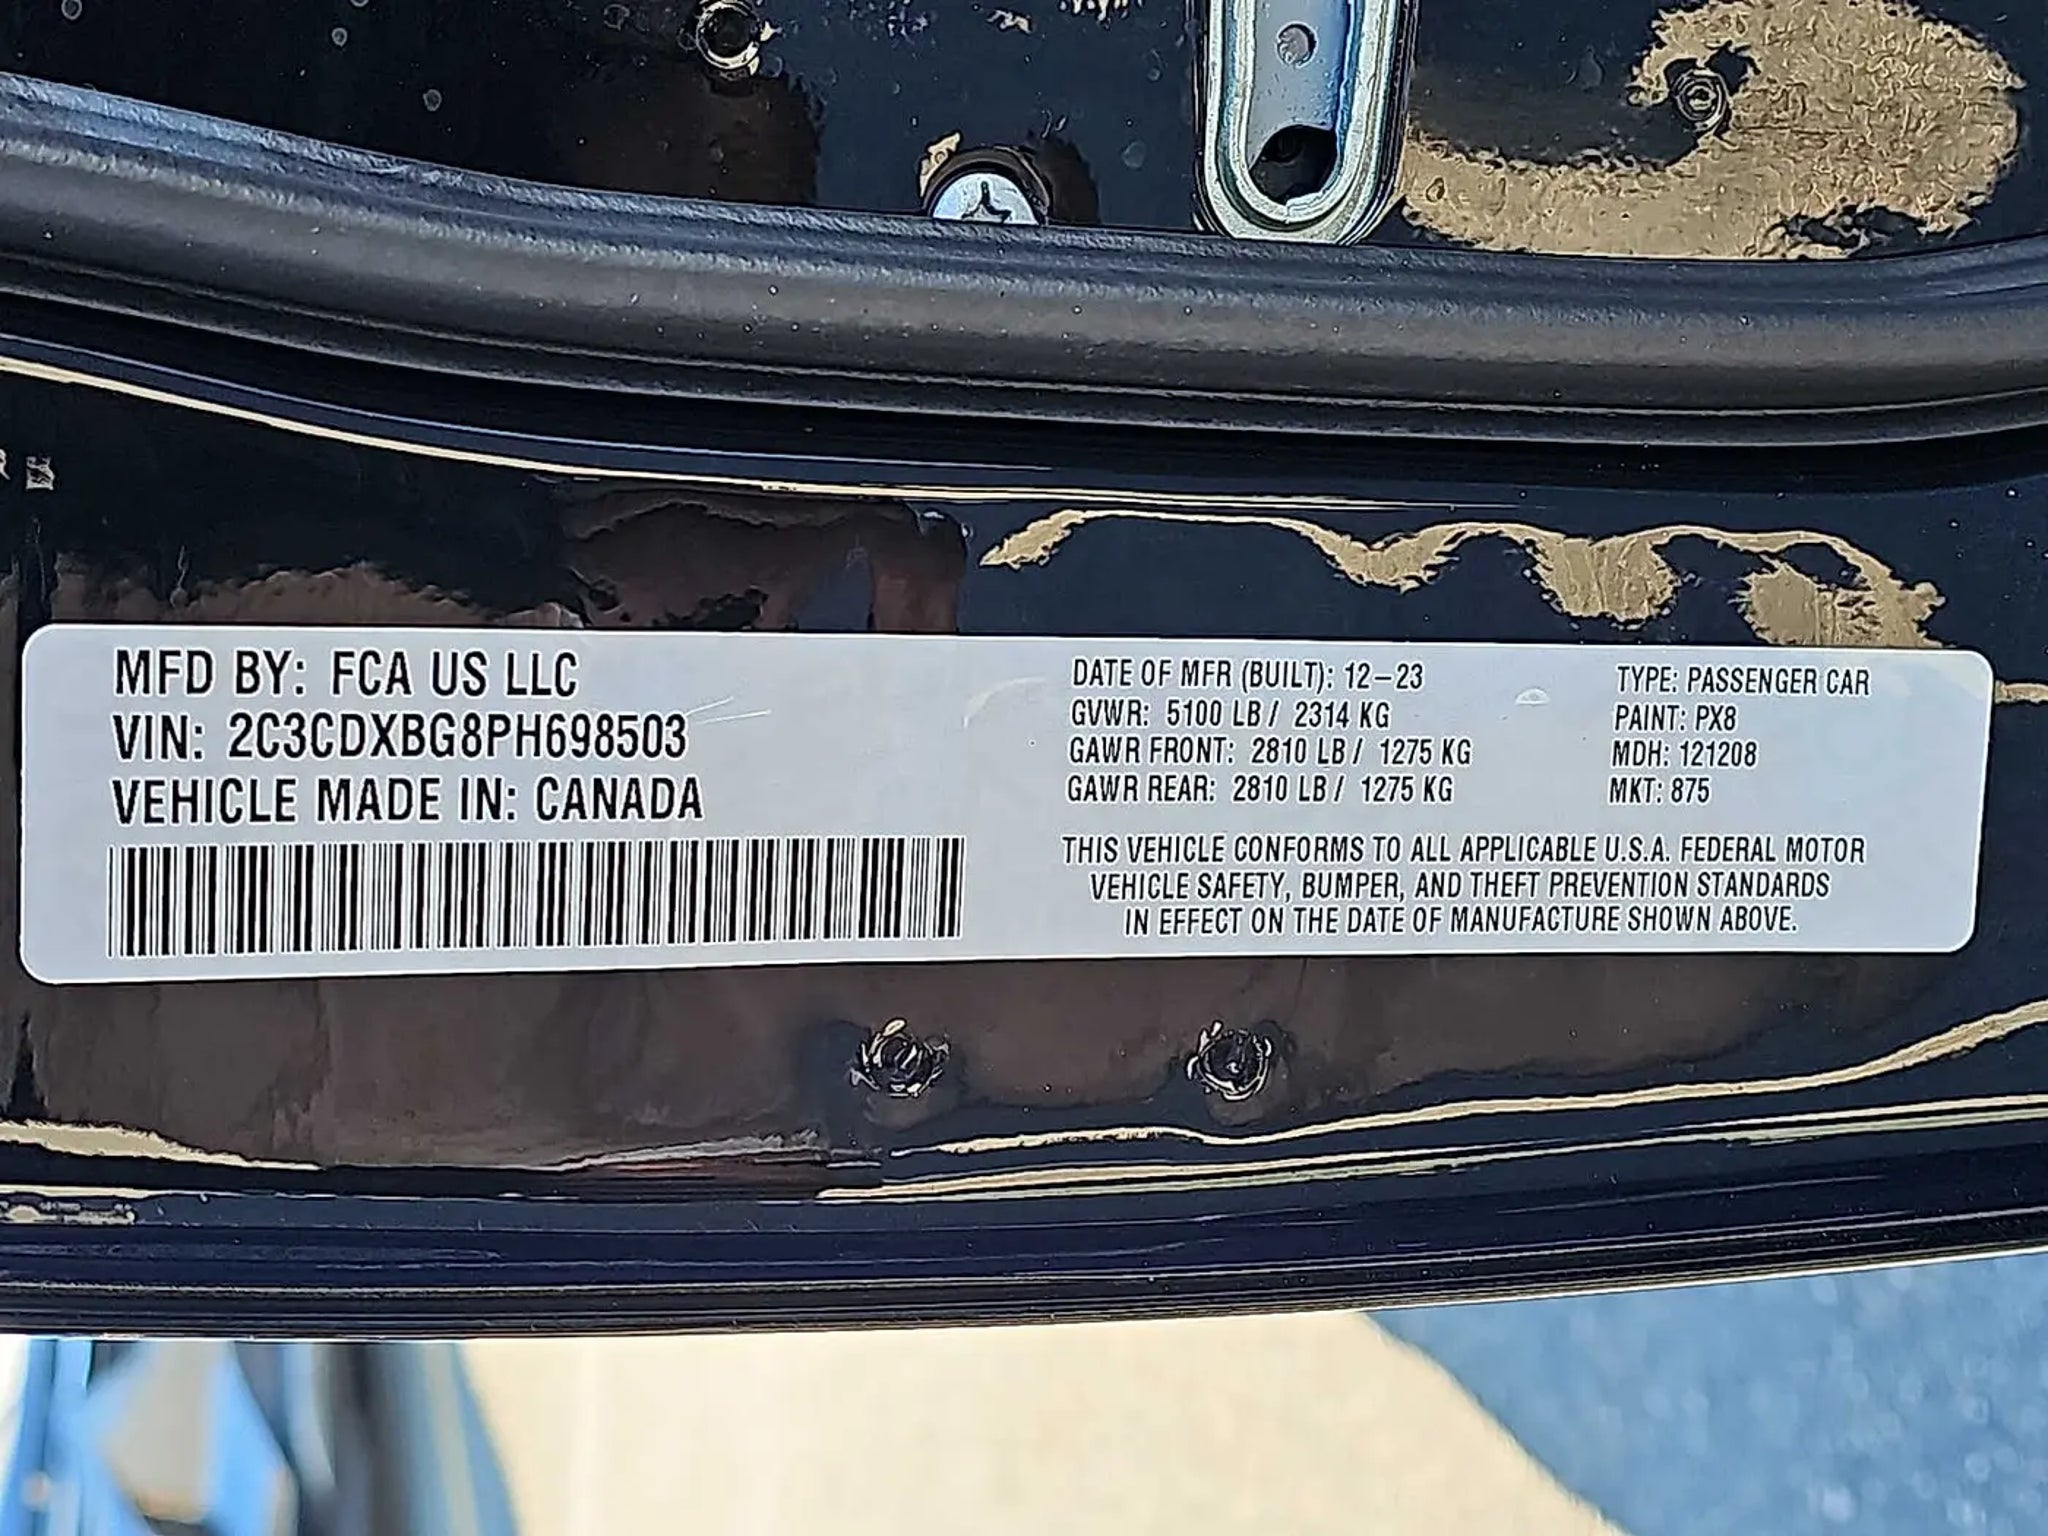 MFD BY: FCA US LLC
VIN: 2C3CDXBG8PH698503
VEHICLE MADE IN: CANADA
DATE OF MFR (BUILT): 12-23
GVWR: 5100 LB / 2314 KG
GAWR FRONT: 2810 LB / 1275 KG
GAWR REAR: 2810 LB / 1275 KG
TYPE: PASSENGER CAR
PAINT: PX8
MDH: 121208
MKT: 875
THIS VEHICLE CONFORMS TO ALL APPLICABLE U.S.A. FEDERAL MOTOR
VEHICLE SAFETY, BUMPER, AND THEFT PREVENTION STANDARDS
IN EFFECT ON THE DATE OF MANUFACTURE SHOWN ABOVE.